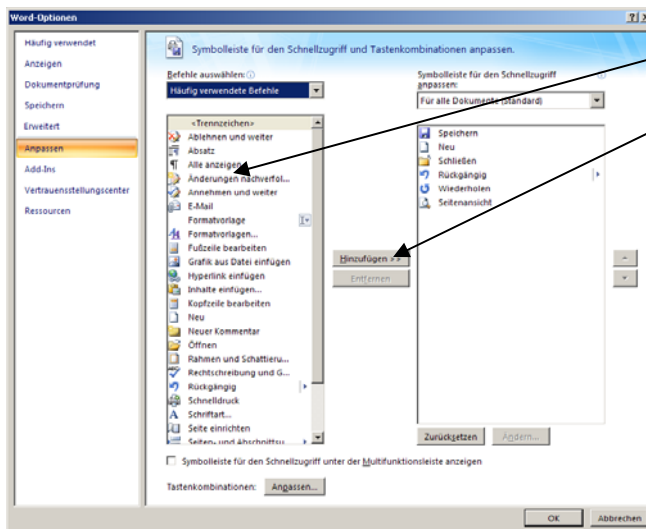 Word-Optionen
Häufig verwendet
Anzeigen
Dokumentprüfung
Speichern
Erweitert
Anpassen
Add-Ins
Vertrauensstellungscenter
Ressourcen
Symbolleiste für den Schnellzugriff und Tastenkombinationen anpassen.
Befehle auswählen:
Häufig verwendete Befehle
<Trennzeichen>
Ablehnen und weiter
Absatz
Alle anzeigen
Änderungen nachverfol...
Annehmen und weiter
E-Mail
Formatvorlage
Formatvorlagen...
Fußzeile bearbeiten
Grafik aus Datei einfügen
Hyperlink einfügen
Inhalte einfügen...
Kopfzeile bearbeiten
Neu
Neuer Kommentar
Öffnen
Rahmen und Schattieru...
Rechtschreibung und G...
Rückgängig
Schnelldruck
Schriftart...
Seite einrichten
Seiten- und Abschnittsu
Hinzufügen >>
Entfernen
Symbolleiste für den Schnellzugriff
anpassen:
Für alle Dokumente (Standard)
Speichern
Neu
Schließen
Rückgängig
Wiederholen
Seitenansicht
Zurücksetzen
Ändern...
Symbolleiste für den Schnellzugriff unter der Multifunktionsleiste anzeigen
Tastenkombinationen:
Anpassen...
OK
Abbrechen